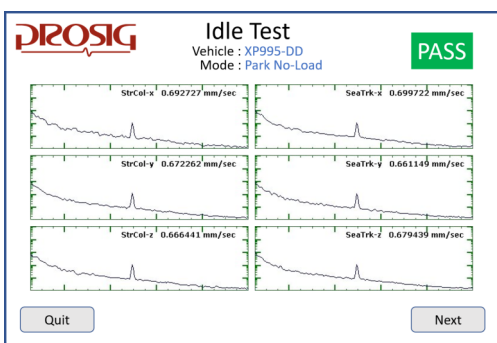 PROSIG
Idle Test
Vehicle : XP995-DD
Mode : Park No-Load
PASS
StrCol-x 0.692727 mm/sec
SeaTrk-x 0.699722 mm/sec
StrCol-y 0.672262 mm/sec
SeaTrk-y 0.661149 mm/sec
StrCol-z 0.666441 mm/sec
SeaTrk-z 0.679439 mm/sec
Quit
Next